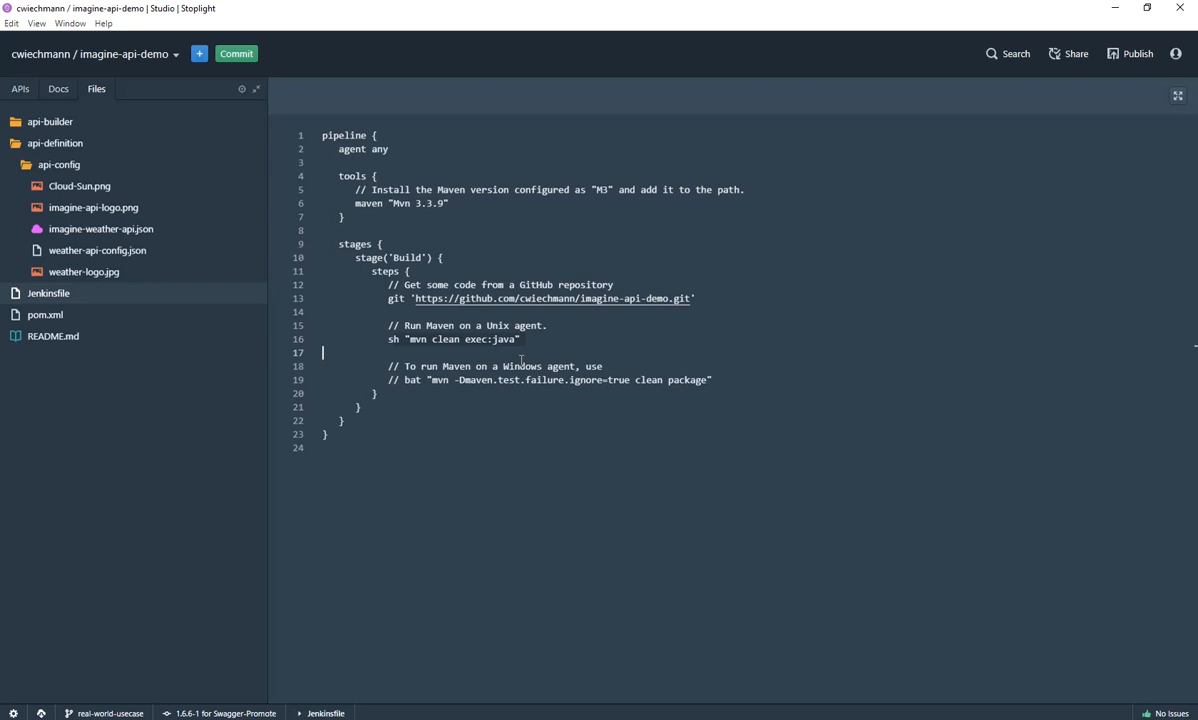 cwiechmann / imagine-api-demo | Studio | Stoplight
Edit View Window Help
cwiechmann / imagine-api-demo + Commit Search Share Publish
APIs Docs Files
api-builder
api-definition
api-config
Cloud-Sun.png
imagine-api-logo.png
imagine-weather-api.json
weather-api-config.json
weather-logo.jpg
Jenkinsfile
pom.xml
README.md
1 pipeline {
2 agent any
3
4 tools {
5 // Install the Maven version configured as "M3" and add it to the path.
6 maven "Mvn 3.3.9"
7 }
8
9 stages {
10 stage('Build') {
11 steps {
12 // Get some code from a GitHub repository
13 git 'https://github.com/cwiechmann/imagine-api-demo.git'
14
15 // Run Maven on a Unix agent.
16 sh "mvn clean exec:java"
17
18 // To run Maven on a Windows agent, use
19 // bat "mvn -Dmaven.test.failure.ignore=true clean package"
20 }
21 }
22 }
23 }
24
real-world-usecase 1.6.6-1 for Swagger-Promote Jenkinsfile No Issues